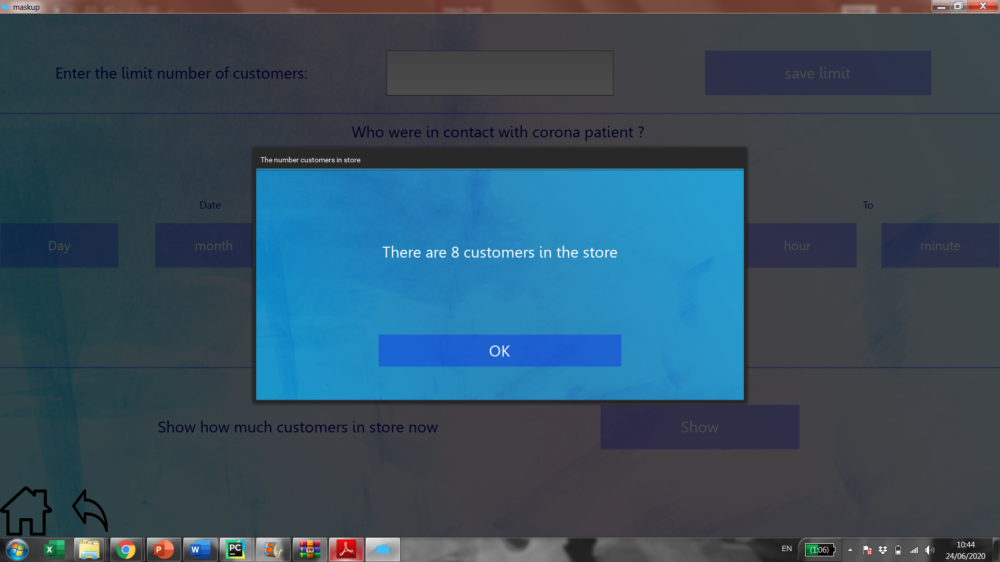 maskup
Enter the limit number of customers:
save limit
Who were in contact with corona patient ?
The number customers in store
Date
To
Day
month
hour
minute
There are 8 customers in the store
OK
Show how much customers in store now
Show
EN
(1:06)
10:44
24/06/2020